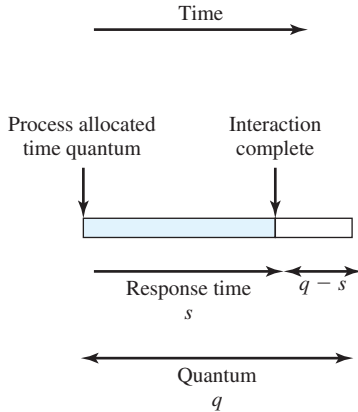 Time
Process allocated
time quantum
Interaction
complete
Response time
s
q – s
Quantum
q